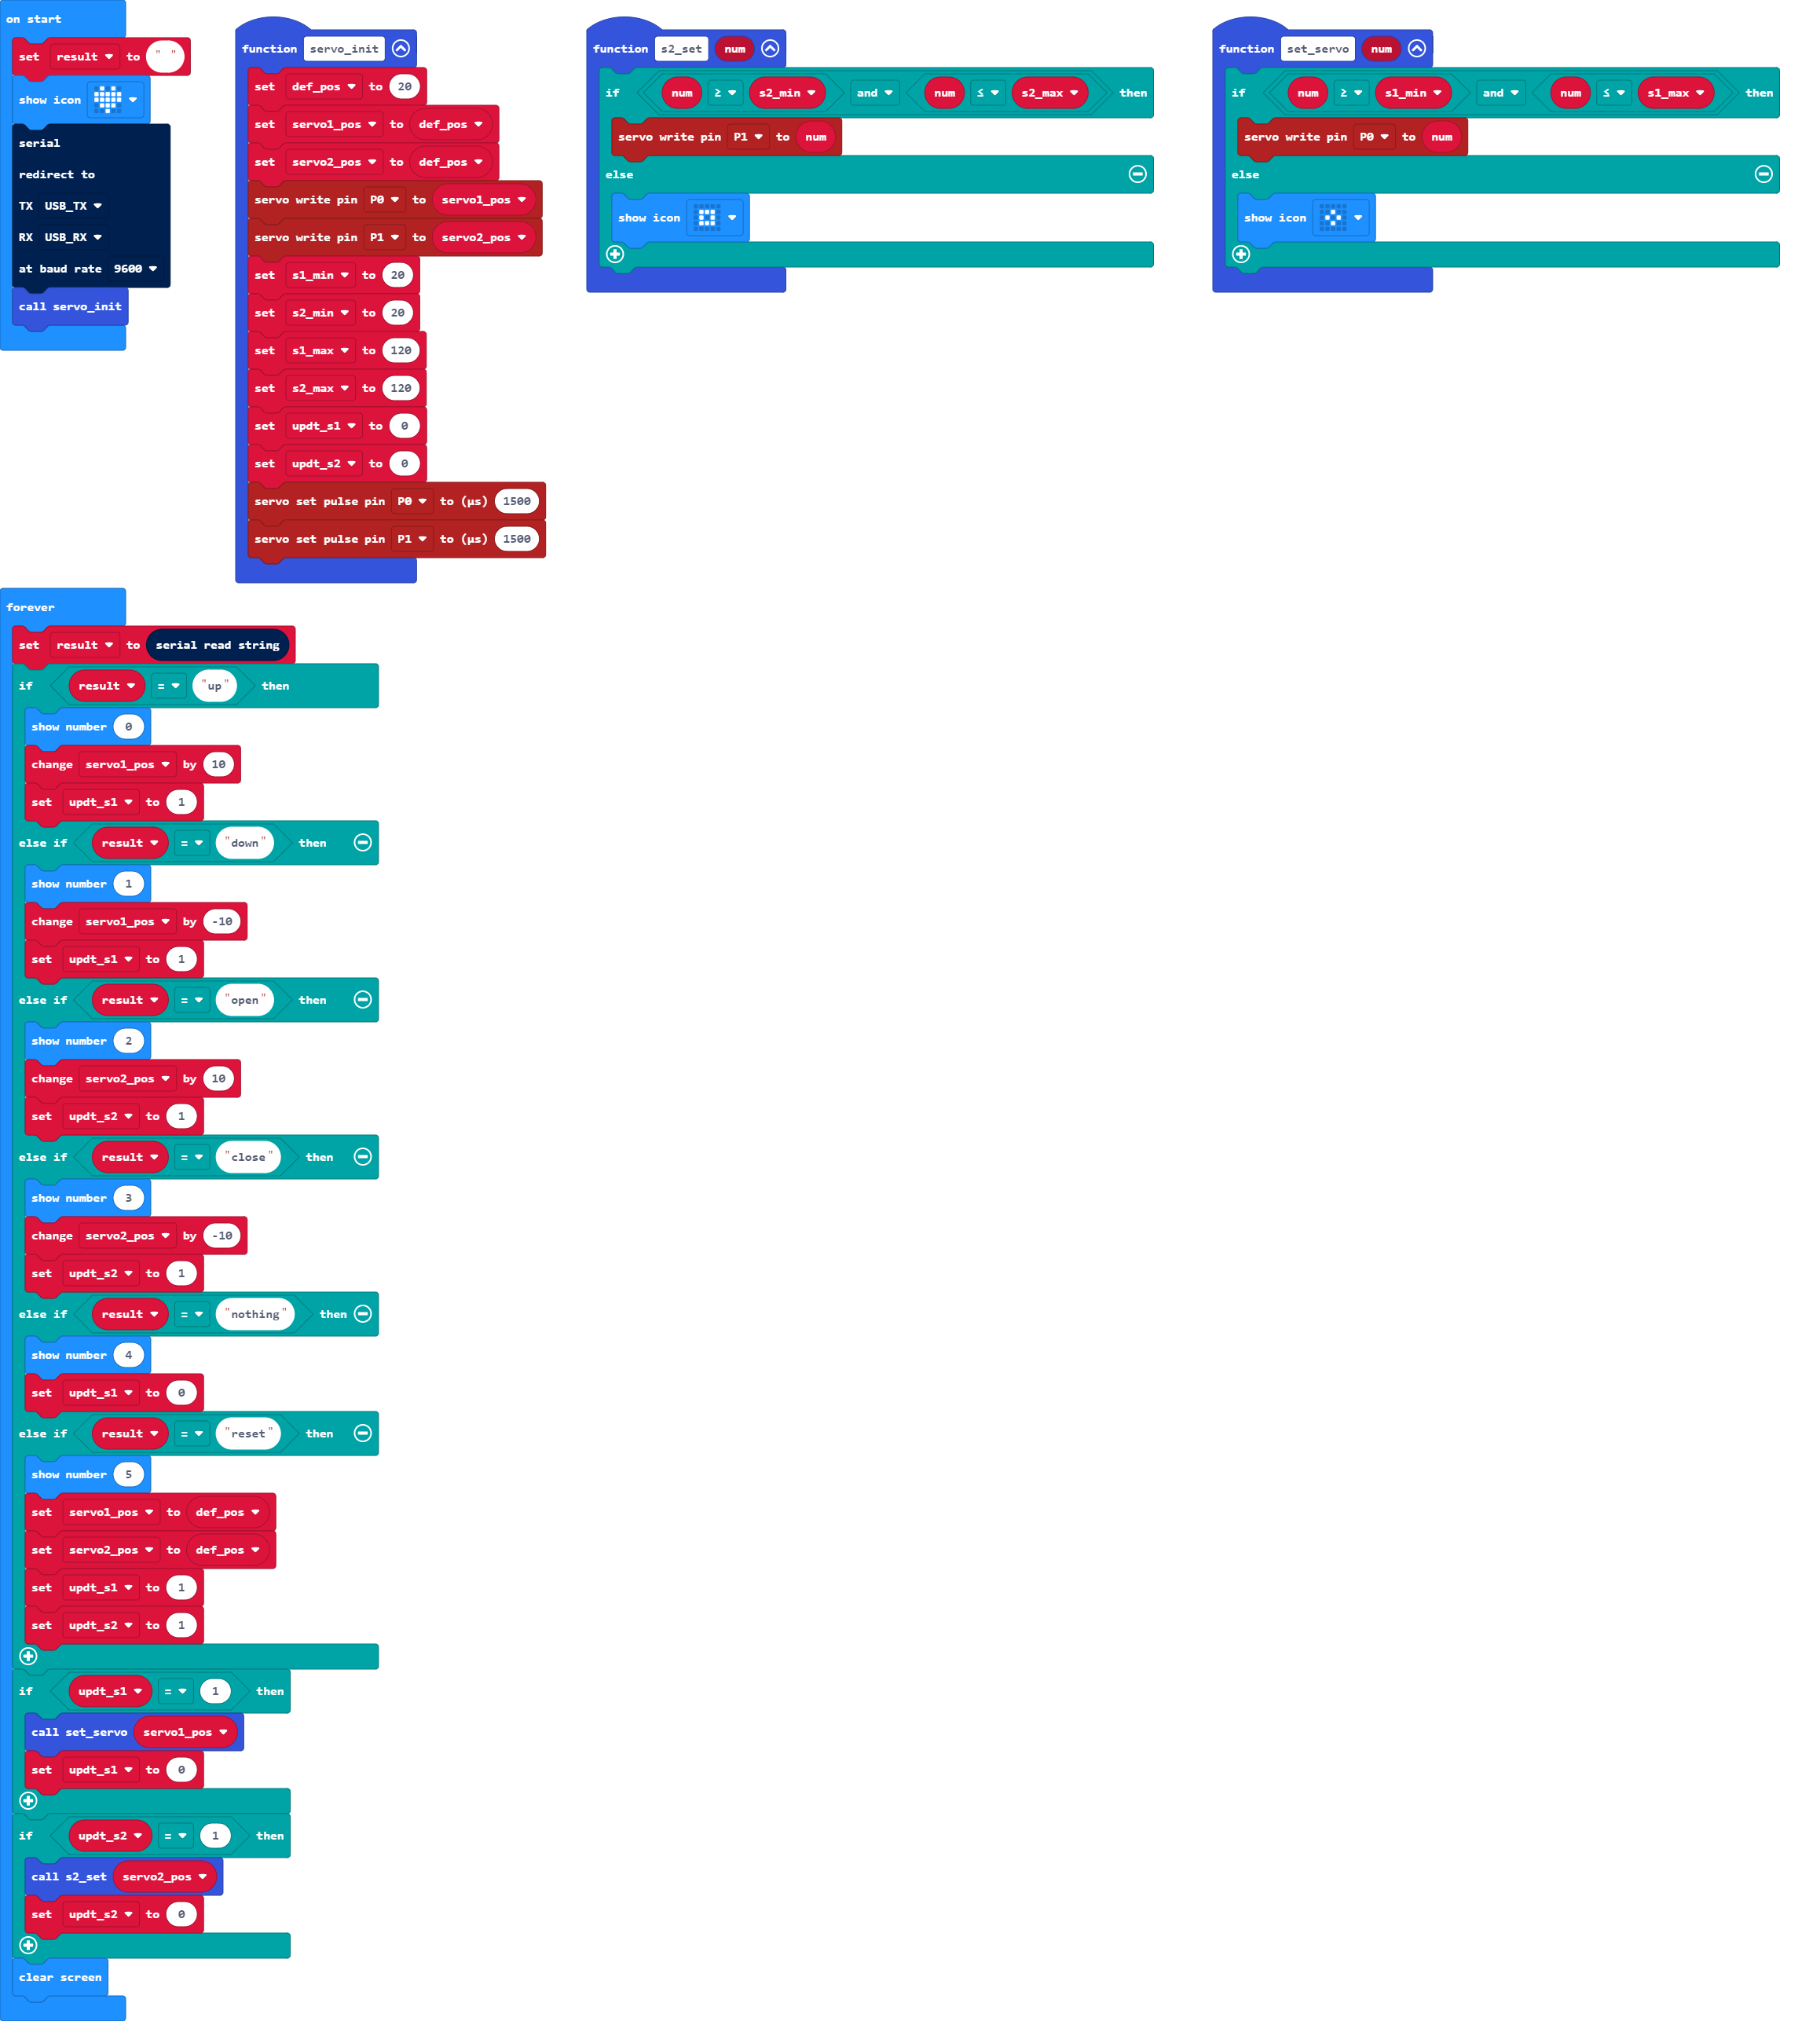 on start
set result to " "
show icon
serial
redirect to
TX USB_TX
RX USB_RX
at baud rate 9600
call servo_init
function servo_init
set def_pos to 20
set servo1_pos to def_pos
set servo2_pos to def_pos
servo write pin P0 to servo1_pos
servo write pin P1 to servo2_pos
set s1_min to 20
set s2_min to 20
set s1_max to 120
set s2_max to 120
set updt_s1 to 0
set updt_s2 to 0
servo set pulse pin P0 to (µs) 1500
servo set pulse pin P1 to (µs) 1500
function s2_set num
if num ≥ s2_min and num ≤ s2_max then
servo write pin P1 to num
else
show icon
function set_servo num
if num ≥ s1_min and num ≤ s1_max then
servo write pin P0 to num
else
show icon
forever
set result to serial read string
if result = "up" then
show number 0
change servo1_pos by 10
set updt_s1 to 1
else if result = "down" then
show number 1
change servo1_pos by -10
set updt_s1 to 1
else if result = "open" then
show number 2
change servo2_pos by 10
set updt_s2 to 1
else if result = "close" then
show number 3
change servo2_pos by -10
set updt_s2 to 1
else if result = "nothing" then
show number 4
set updt_s1 to 0
else if result = "reset" then
show number 5
set servo1_pos to def_pos
set servo2_pos to def_pos
set updt_s1 to 1
set updt_s2 to 1
if updt_s1 = 1 then
call set_servo servo1_pos
set updt_s1 to 0
if updt_s2 = 1 then
call s2_set servo2_pos
set updt_s2 to 0
clear screen